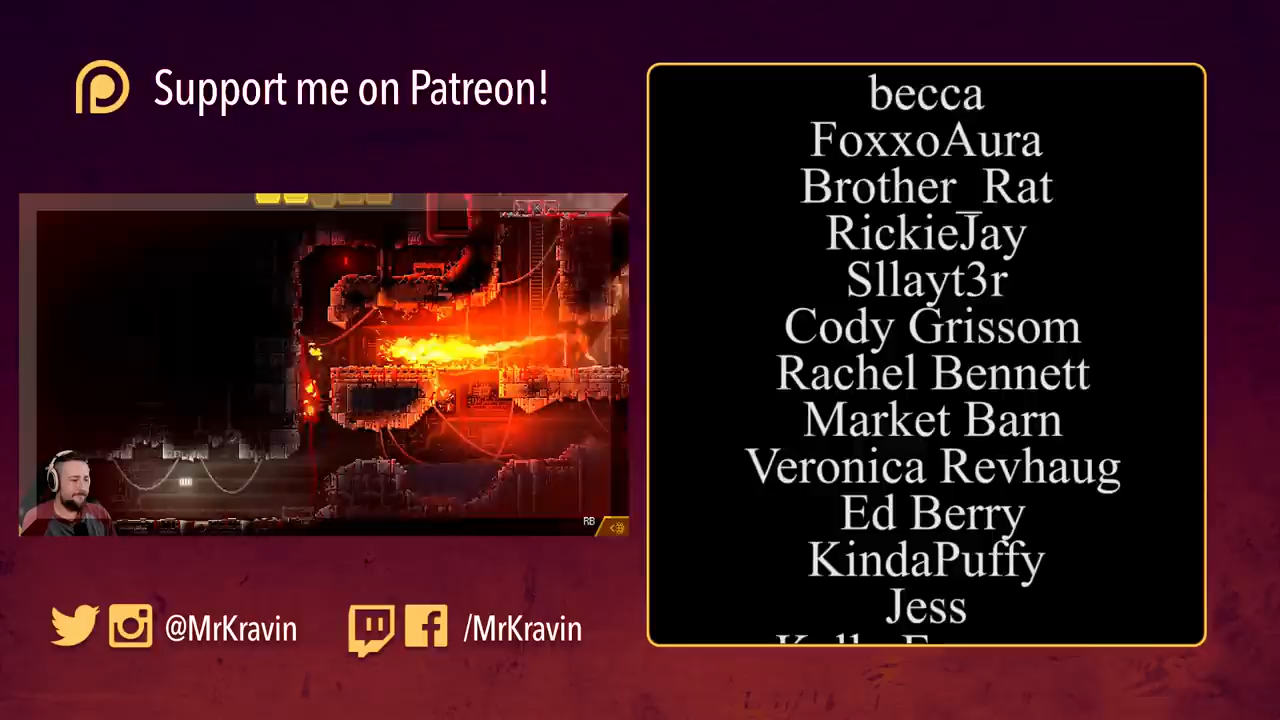 Support me on Patreon!
RB
@MrKravin
/MrKravin
becca
FoxxoAura
Brother_Rat
RickieJay
Sllayt3r
Cody Grissom
Rachel Bennett
Market Barn
Veronica Revhaug
Ed Berry
KindaPuffy
Jess